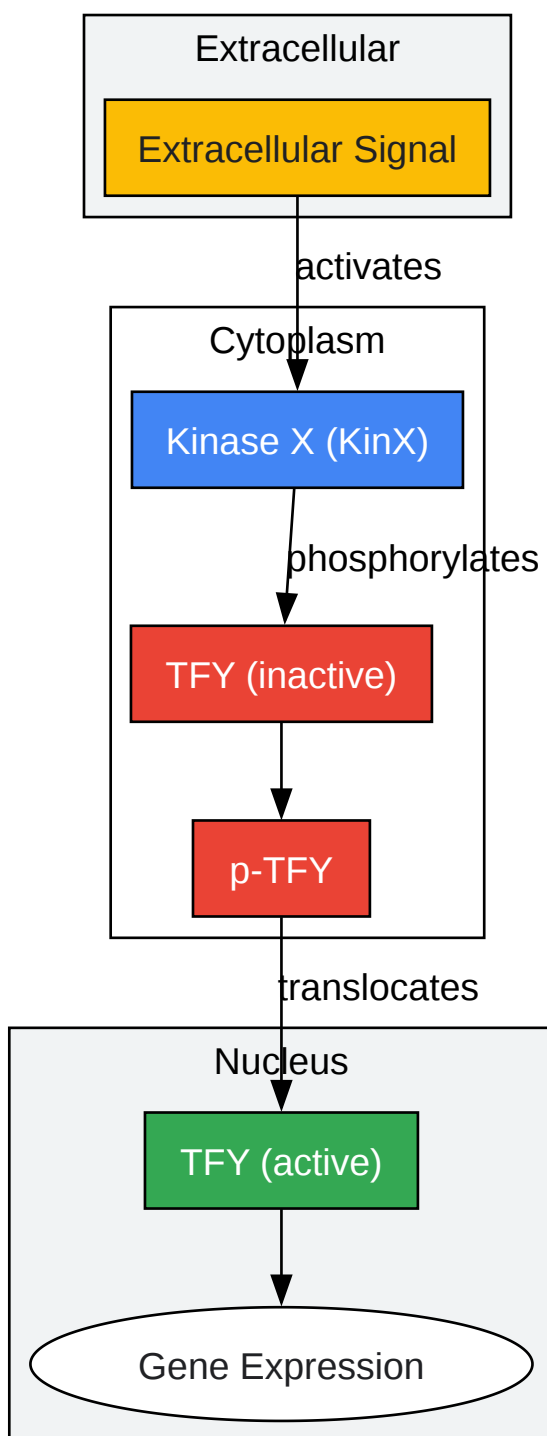 Extracellular
Extracellular Signal
activates
Cytoplasm
Kinase X (KinX)
phosphorylates
TFY (inactive)
p-TFY
translocates
Nucleus
TFY (active)
Gene Expression